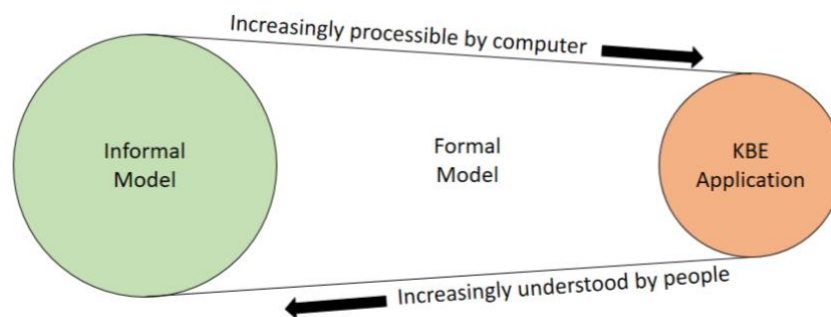 Increasingly processible by computer
Informal
Model
Formal
Model
KBE
Application
Increasingly understood by people